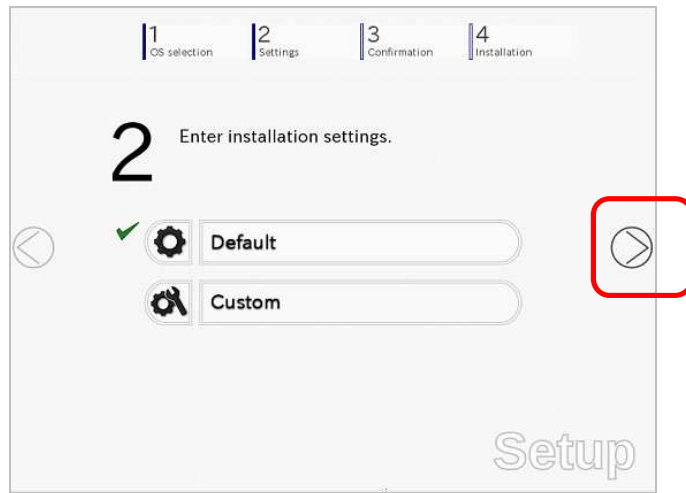 1
OS selection
2
Settings
3
Confirmation
4
Installation
2
Enter installation settings.
Default
Custom
Setup